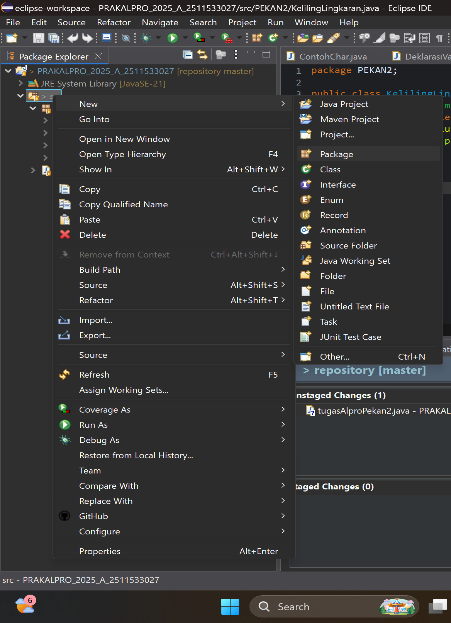 eclipse-workspace - PRAKALPRO_2025_A_2511533027/src/PEKAN2/KelilingLingkaran.java - Eclipse IDE
File Edit Source Refactor Navigate Search Project Run Window Help
Package Explorer
ContohChar.java
> PRAKALPRO_2025_A_2511533027 [repository master]
JRE System Library [JavaSE-21]
1 package PEKAN2;
2
3 public class KelilingLin
New
Go Into
Open in New Window
Open Type Hierarchy F4
Show In Alt+Shift+W >
Copy Ctrl+C
Copy Qualified Name
Paste Ctrl+V
Delete Delete
Remove from Context Ctrl+Alt+Shift+↓
Build Path
Source Alt+Shift+S >
Refactor Alt+Shift+T >
Import...
Export...
Source
Refresh F5
Assign Working Sets...
Coverage As
Run As
Debug As
Restore from Local History...
Team
Compare With
Replace With
GitHub
Configure
Properties Alt+Enter
Java Project
Maven Project
Project...
Package
Class
Interface
Enum
Record
Annotation
Source Folder
Java Working Set
Folder
File
Untitled Text File
Task
JUnit Test Case
Other... Ctrl+N
> repository [master]
nstaged Changes (1)
tugasAlproPekan2.java - PRAKAL
taged Changes (0)
src - PRAKALPRO_2025_A_2511533027
6
Search